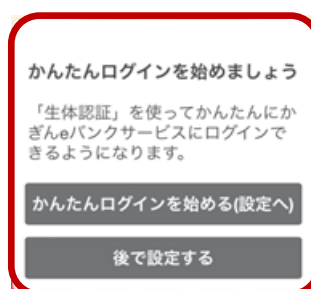 かんたんログインを始めましょう
「生体認証」を使ってかんたんにか
ぎんeバンクサービスにログインで
きるようになります。
かんたんログインを始める(設定へ)
後で設定する